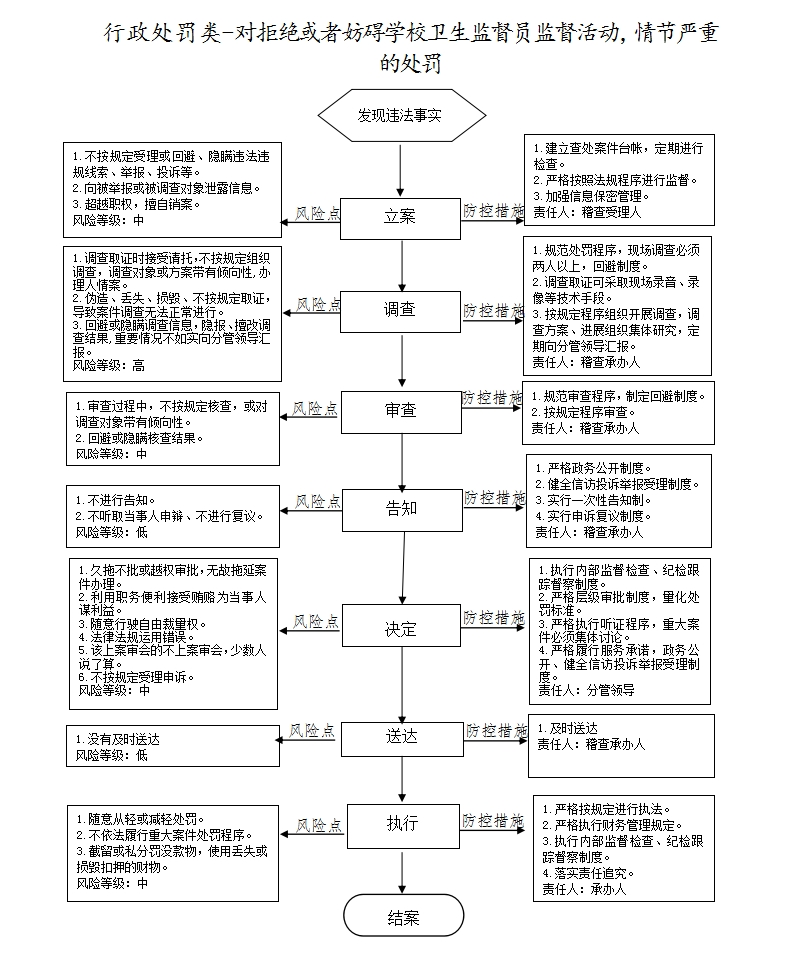 行政处罚类-对拒绝或者妨碍学校卫生监督员监督活动,情节严重
的处罚
发现违法事实
1.不按规定受理或回避、隐瞒违法违
规线索、举报、投诉等。
2.向被举报或被调查对象泄露信息。
3.超越职权，擅自销案。
风险等级：中
风险点
立案
防控措施
1.建立查处案件台帐，定期进行
检查。
2.严格按照法规程序进行监督。
3.加强信息保密管理。
责任人：稽查受理人
1.调查取证时接受请托,不按规定组织
调查，调查对象或方案带有倾向性,办
理人情案。
2.伪造、丢失、损毁、不按规定取证，
导致案件调查无法正常进行。
3.回避或隐瞒调查信息，隐报、擅改调
查结果,重要情况不如实向分管领导汇
报。
风险等级：高
风险点
调查
防控措施
1.规范处罚程序，现场调查必须
两人以上，回避制度。
2.调查取证可采取现场录音、录
像等技术手段。
3.按规定程序组织开展调查，调
查方案、进展组织集体研究，定
期向分管领导汇报。
责任人：稽查承办人
1.审查过程中，不按规定核查，或对
调查对象带有倾向性。
2.回避或隐瞒核查结果。
风险等级：中
风险点
审查
防控措施
1.规范审查程序，制定回避制度。
2.按规定程序审查。
责任人：稽查承办人
1.不进行告知。
2.不听取当事人申辩、不进行复议。
风险等级：低
风险点
告知
防控措施
1.严格政务公开制度。
2.健全信访投诉举报受理制度。
3.实行一次性告知制。
4.实行申诉复议制度。
责任人：稽查承办人
1.欠拖不批或越权审批，无故拖延案
件办理。
2.利用职务便利接受贿赂为当事人
谋利益。
3.随意行驶自由裁量权。
4.法律法规运用错误。
5.该上案审会的不上案审会，少数人
说了算。
6.不按规定受理申诉。
风险等级：中
风险点
决定
防控措施
1.执行内部监督检查、纪检跟
踪督察制度。
2.严格层级审批制度，量化处
罚标准。
3.严格执行听证程序，重大案
件必须集体讨论。
4.严格履行服务承诺，政务公
开、健全信访投诉举报受理制
度。
责任人：分管领导
1.没有及时送达
风险等级：低
风险点
送达
防控措施
1.及时送达
责任人：稽查承办人
1.随意从轻或减轻处罚。
2.不依法履行重大案件处罚程序。
3.截留或私分罚没款物，使用丢失或
损毁扣押的财物。
风险等级：中
风险点
执行
防控措施
1.严格按规定进行执法。
2.严格执行财务管理规定。
3.执行内部监督检查、纪检跟
踪督察制度。
4.落实责任追究。
责任人：承办人
结案